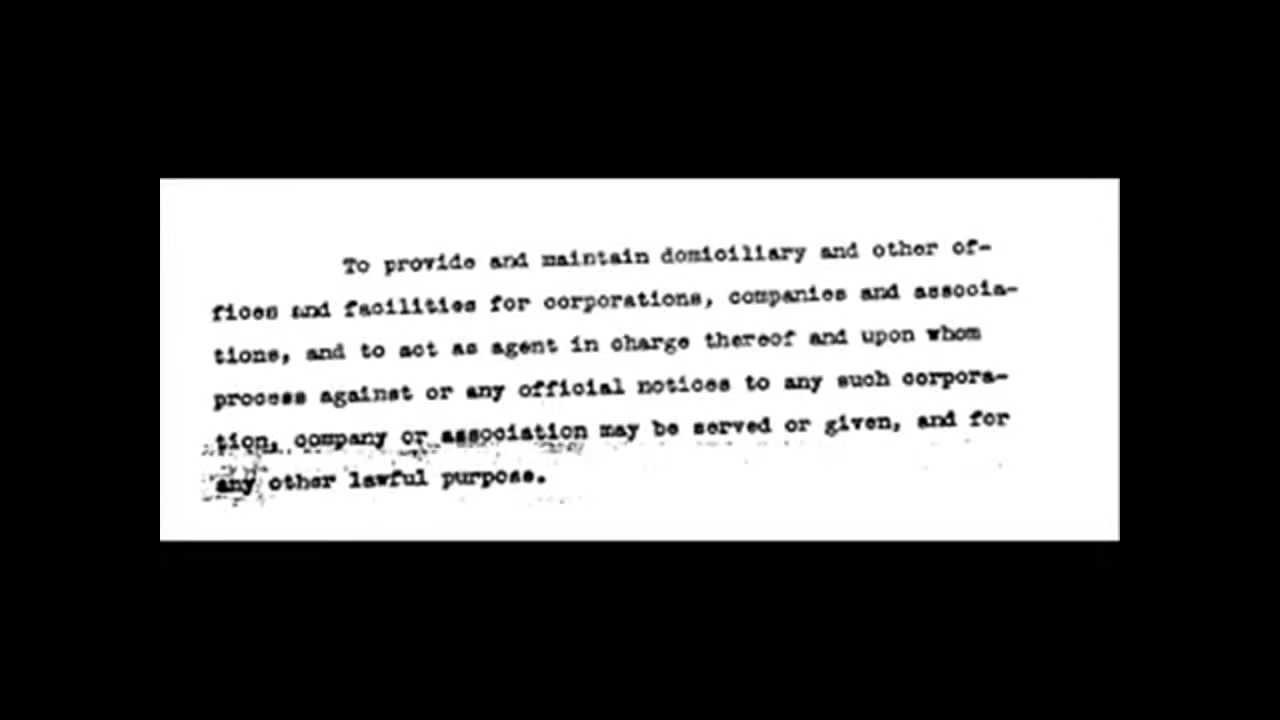 To provide and maintain domiciliary and other of-
fices and facilities for corporations, companies and associa-
tions, and to act as agent in charge thereof and upon whom
process against or any official notices to any such corpora-
tion, company or association may be served or given, and for
any other lawful purpose.